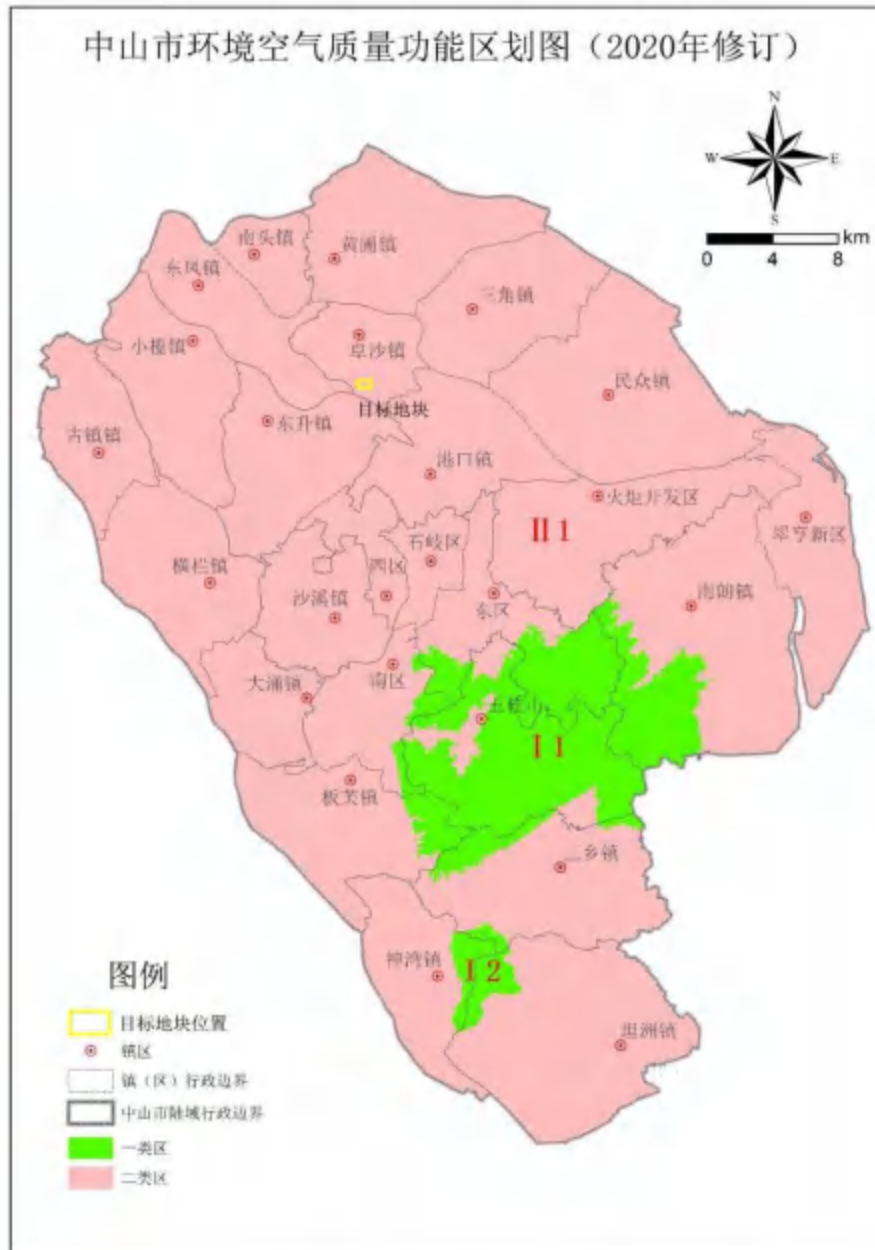 中山市环境空气质量功能区划图（2020年修订）
N
W
E
S
km
0 4 8
南头镇
黄圃镇
东凤镇
三角镇
小榄镇
阜沙镇
民众镇
目标地块
东升镇
古镇镇
港口镇
火炬开发区
翠亨新区
II 1
石岐区
横栏镇
西区
沙溪镇
东区
南朗镇
南区
大涌镇
五桂山
I 1
板芙镇
三乡镇
神湾镇
I 2
坦洲镇
图例
目标地块位置
镇区
镇（区）行政边界
中山市陆域行政边界
一类区
二类区